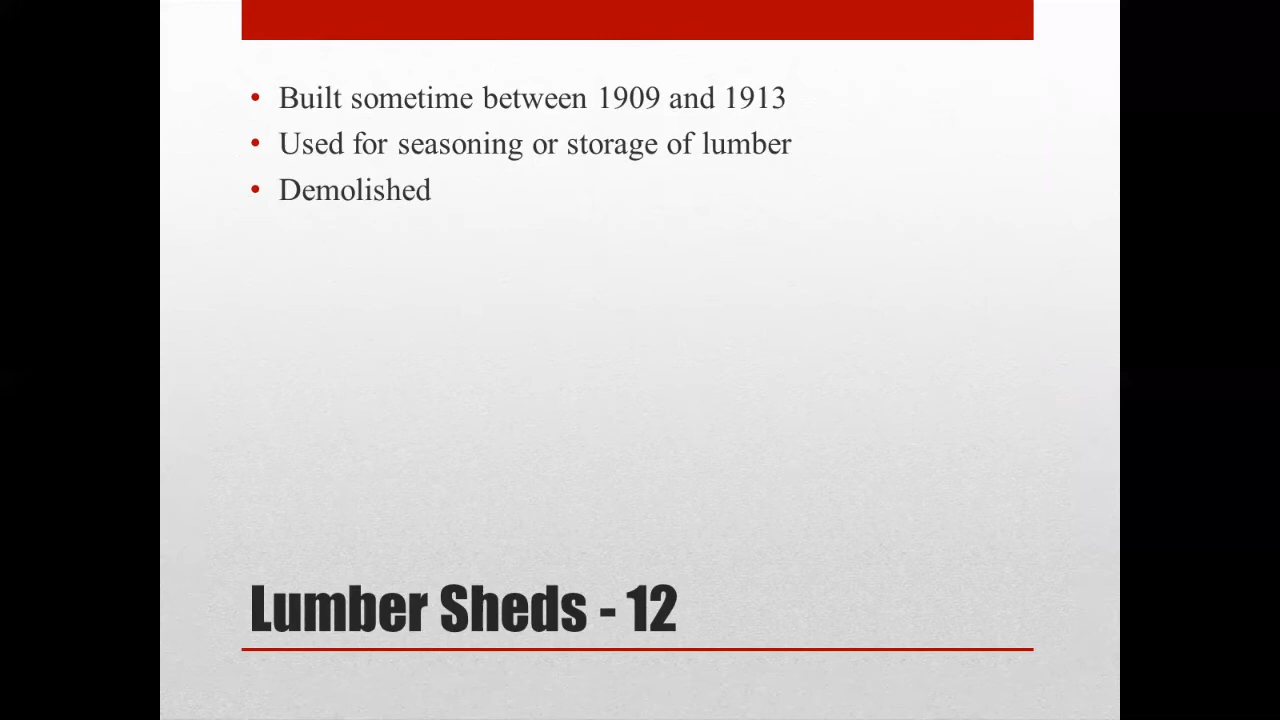 • Built sometime between 1909 and 1913
• Used for seasoning or storage of lumber
• Demolished
Lumber Sheds - 12